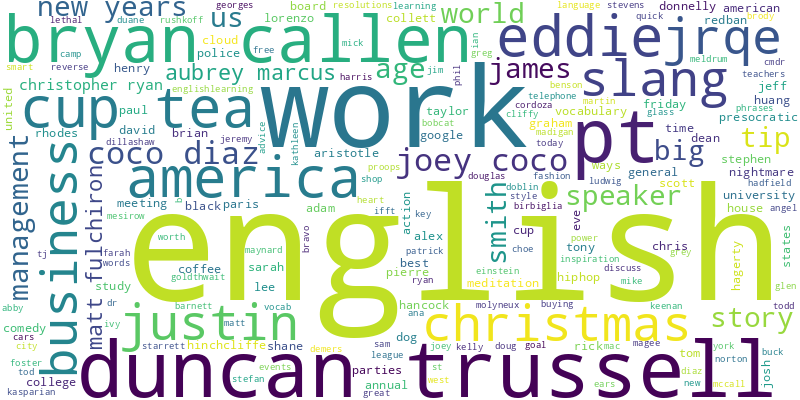 new years
lethal
duane
rushkoff
georges
lorenzo
board
resolutions
learning
language
stevens
donnelly
american
bryan callen
us
collett
world
quick
redban
brody
cloud
police
free
mick
gian
greg
eddie
jrqe
meldrum
cmdr
camp
jim
phil
smart
reverse
henry
aubrey marcus
harris
age
james
slang
teachers
jeff
christopher ryan
englishlearning
benson
telephone
martin
huang
united
cup tea
work
paul
bobcat
cordoza
cliffy
vocabulary
friday
phrases
glass
presocratic
rhodes
david
brian
jeremy
google
taylor
graham
madigan
pt
time
dean
tip
dillashaw
advice
kathleen
aristotle
today
big
stephen
management
business
coco diaz
proops
joey coco
ways
general
nightmare
matt fulchiron
america
shop
douglas
fashion
ludwig
scott
university
hadfield
meeting
black
paris
heart
doblin
style
birbiglia
speaker
house
angel
mesirow
adam
ifft
action
key
smith
cup
eve
power
states
tj
farah
words
bravo
alex
patrick
choe
tony
inspiration
chris
grey
english
worth
coffee
goldthwait
sarah
maynard
best
pierre
einstein
discuss
mike
hagerty
glen
study
lee
ryan
meditation
hiphop
abby
dr
ivy
barnett
vocab
hancock
molyneux
buying
keenan
todd
comedy
cars
city
justin
matt
ana
dog
christmas
story
starrett
hinchcliffe
shane
demers
sam
joey
kelly
doug
goal
magee
rick
mac
tom
york
norton
buck
foster
tod
college
kasparian
duncan trussell
events
stefan
parties
league
annual
great
st
west
ears
diaz
new
mccall
josh